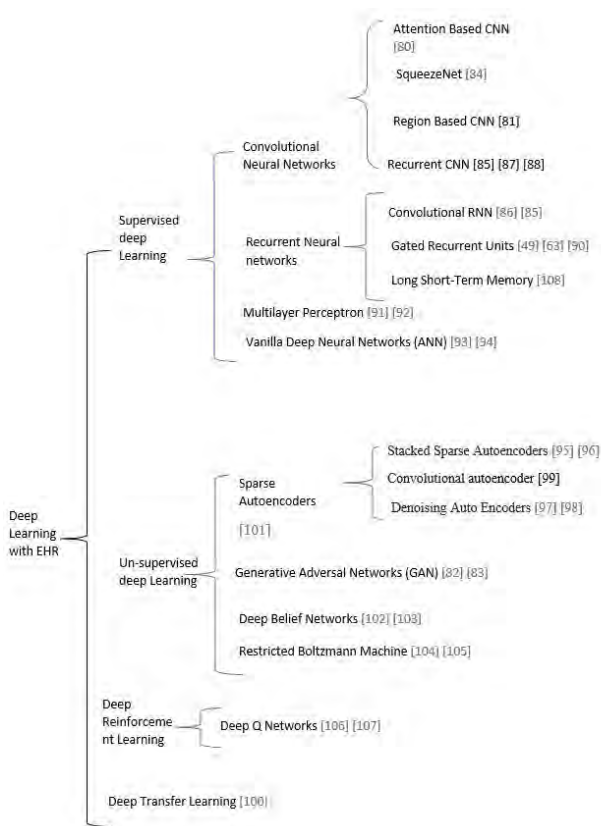 Attention Based CNN
[80]
SqueezeNet [84]
Region Based CNN [81]
Convolutional
Neural Networks
Recurrent CNN [85] [87] [88]
Supervised
deep
Learning
Recurrent Neural
networks
Convolutional RNN [86] [85]
Gated Recurrent Units [49] [63] [90]
Long Short-Term Memory [108]
Multilayer Perceptron [91] [92]
Vanilla Deep Neural Networks (ANN) [93] [94]
Deep
Learning
with EHR
Un-supervised
deep Learning
Sparse
Autoencoders
[101]
Stacked Sparse Autoencoders [95] [96]
Convolutional autoencoder [99]
Denoising Auto Encoders [97] [98]
Generative Adversal Networks (GAN) [82] [83]
Deep Belief Networks [102] [103]
Restricted Boltzmann Machine [104] [105]
Deep
Reinforceme
nt Learning
Deep Q Networks [106] [107]
Deep Transfer Learning [100]